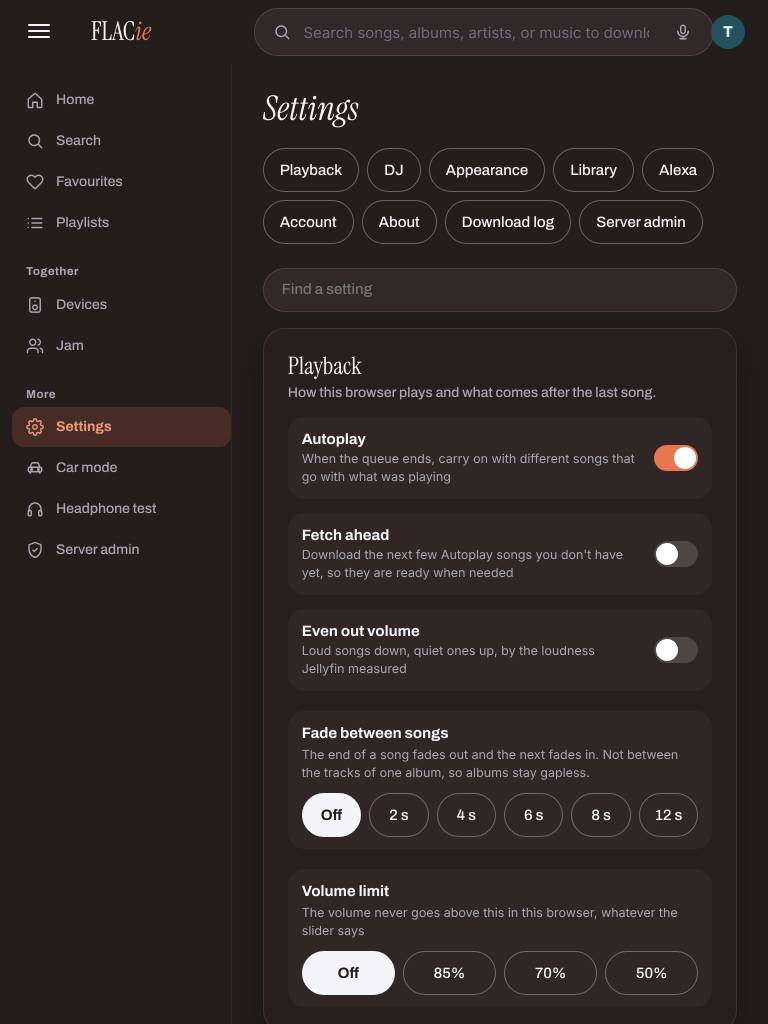 FLACie
Search songs, albums, artists, or music to downl
T
Home
Search
Favourites
Playlists
Together
Devices
Jam
More
Settings
Car mode
Headphone test
Server admin
Settings
Playback
DJ
Appearance
Library
Alexa
Account
About
Download log
Server admin
Find a setting
Playback
How this browser plays and what comes after the last song.
Autoplay
When the queue ends, carry on with different songs that
go with what was playing
Fetch ahead
Download the next few Autoplay songs you don't have
yet, so they are ready when needed
Even out volume
Loud songs down, quiet ones up, by the loudness
Jellyfin measured
Fade between songs
The end of a song fades out and the next fades in. Not between
the tracks of one album, so albums stay gapless.
Off
2 s
4 s
6 s
8 s
12 s
Volume limit
The volume never goes above this in this browser, whatever the
slider says
Off
85%
70%
50%